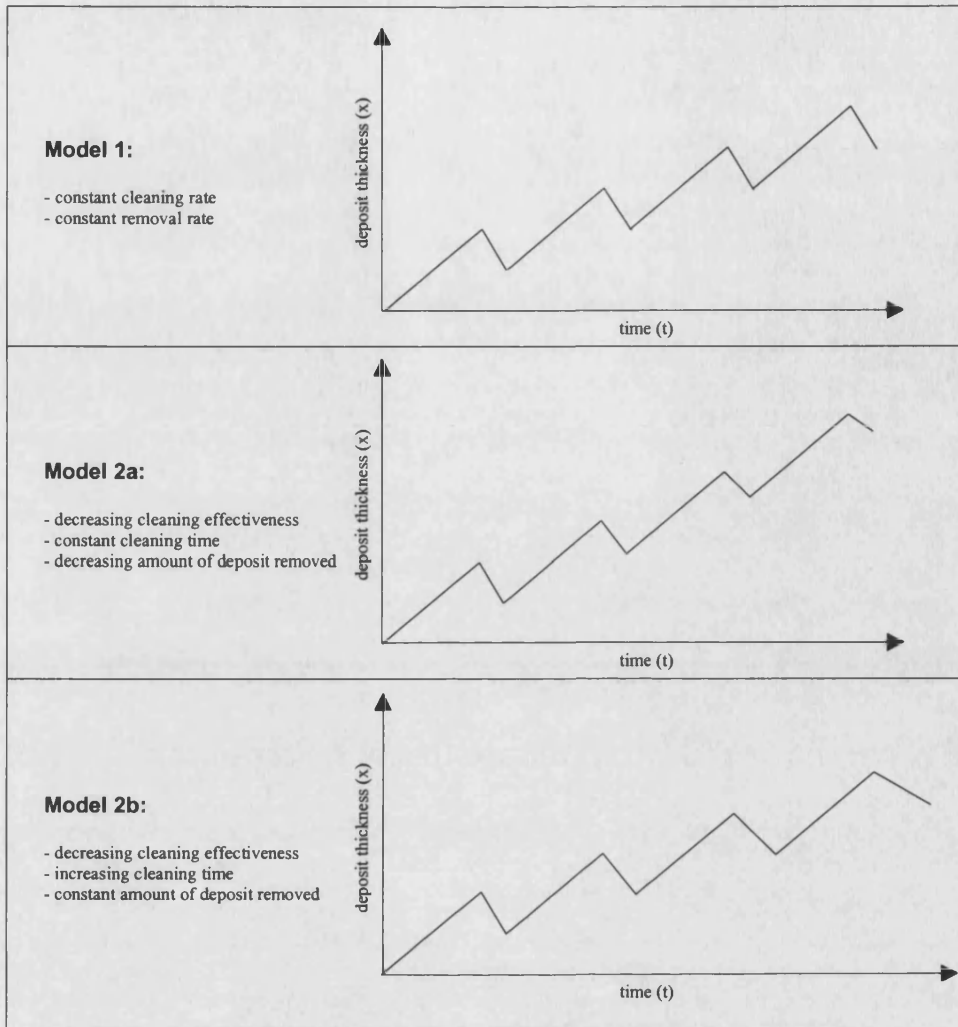 Model 1:
- constant cleaning rate
- constant removal rate
deposit thickness (x)
time (t)
Model 2a:
- decreasing cleaning effectiveness
- constant cleaning time
- decreasing amount of deposit removed
deposit thickness (x)
time (t)
Model 2b:
- decreasing cleaning effectiveness
- increasing cleaning time
- constant amount of deposit removed
deposit thickness (x)
time (t)